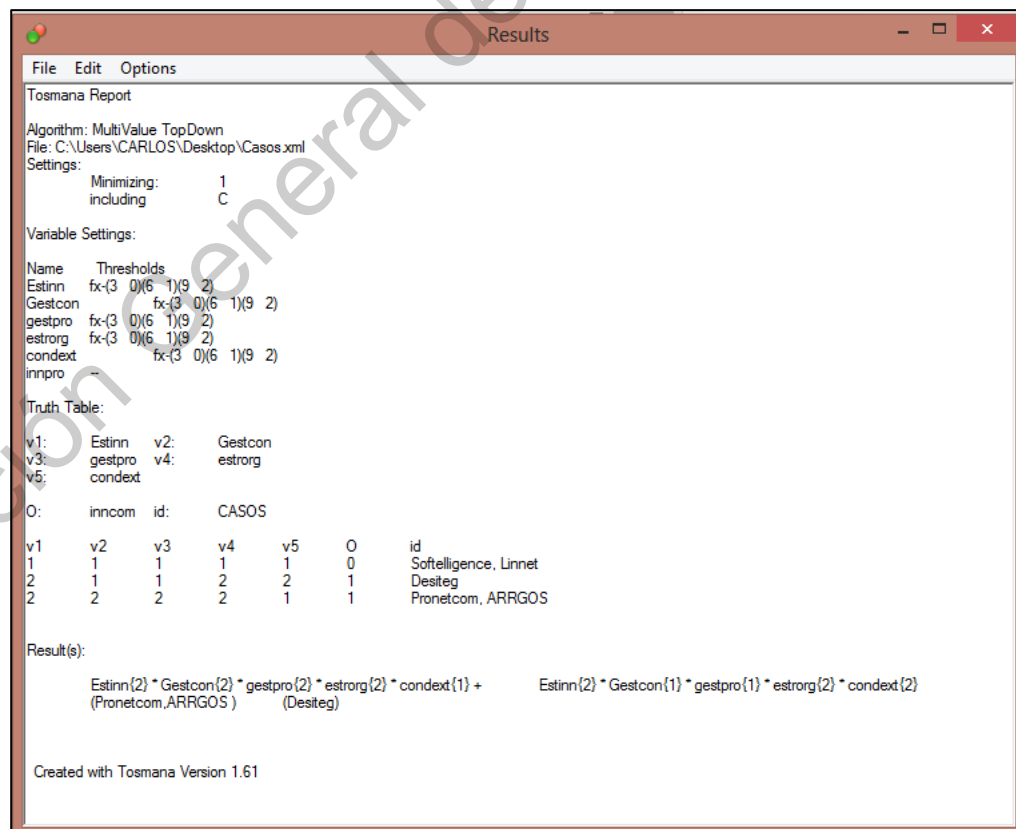 Results
File Edit Options
Tosmana Report
Algorithm: MultiValue TopDown
File: C:\Users\CARLOS\Desktop\Casos.xml
Settings:
Minimizing: 1
including C
Variable Settings:
Name Thresholds
Estinn fx-(3 0)(6 1)(9 2)
Gestcon fx-(3 0)(6 1)(9 2)
gestpro fx-(3 0)(6 1)(9 2)
estrorg fx-(3 0)(6 1)(9 2)
condext fx-(3 0)(6 1)(9 2)
innpro --
Truth Table:
v1: Estinn v2: Gestcon
v3: gestpro v4: estrorg
v5: condext
O: inncom id: CASOS
v1 v2 v3 v4 v5 O id
1 1 1 1 1 0 Softelligence, Linnet
2 1 1 2 2 1 Desiteg
2 2 2 2 1 1 Pronetcom, ARRGOS
Result(s):
Estinn{2} * Gestcon{2} * gestpro{2} * estrorg{2} * condext{1} + Estinn{2} * Gestcon{1} * gestpro{1} * estrorg{2} * condext{2}
(Pronetcom,ARRGOS ) (Desiteg)
Created with Tosmana Version 1.61
ción General de